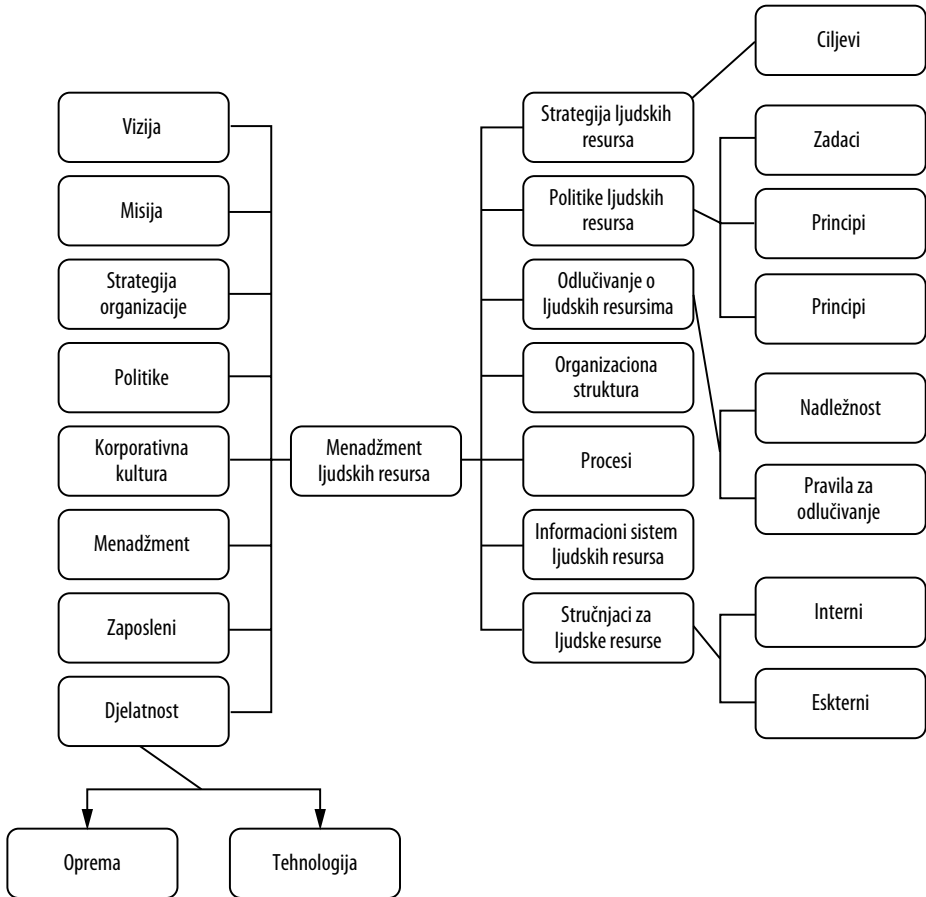 Vizija
Misija
Strategija
organizacije
Politike
Korporativna
kultura
Menadžment
Zaposleni
Djelatnost
Oprema
Tehnologija
Menadžment
ljudskih resursa
Strategija ljudskih
resursa
Politike ljudskih
resursa
Odlučivanje o
ljudskih resursima
Organizaciona
struktura
Procesi
Informacioni sistem
ljudskih resursa
Stručnjaci za
ljudske resurse
Ciljevi
Zadaci
Principi
Principi
Nadležnost
Pravila za
odlučivanje
Interni
Eskterni